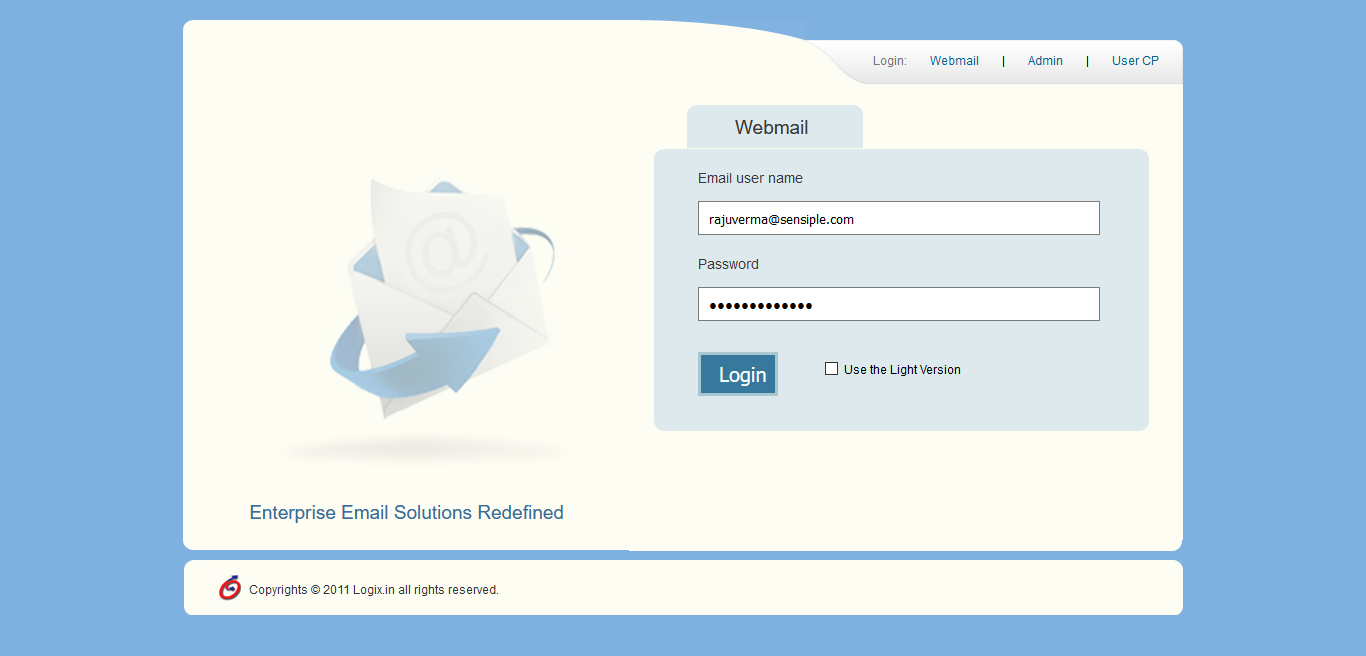 Login: Webmail | Admin | User CP
Webmail
Email user name
rajuverma@sensiple.com
Password
•••••••••••••
Login
Use the Light Version
@
Enterprise Email Solutions Redefined
Copyrights © 2011 Logix.in all rights reserved.